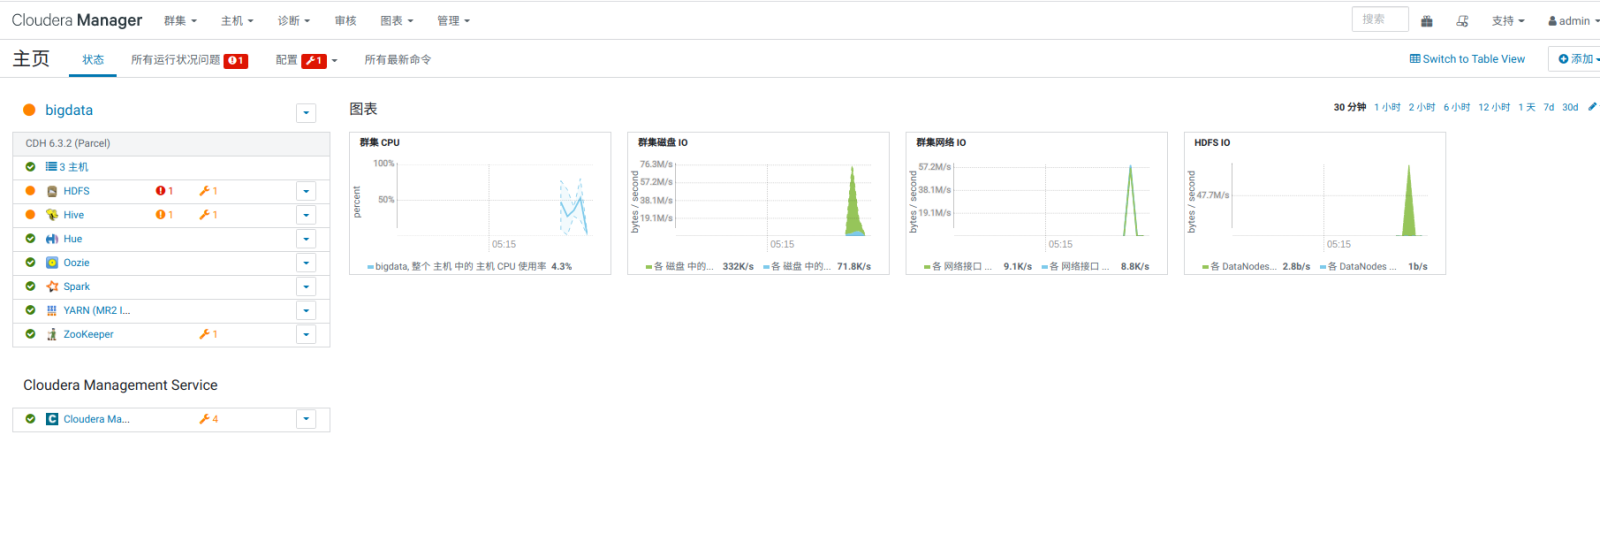 Cloudera Manager 群集 主机 诊断 审核 图表 管理 搜索 支持 admin
主页 状态 所有运行状况问题 1 配置 1 所有最新命令 Switch to Table View 添加
bigdata
CDH 6.3.2 (Parcel)
3 主机
HDFS 1 1
Hive 1 1
Hue
Oozie
Spark
YARN (MR2 I...
ZooKeeper 1
Cloudera Management Service
Cloudera Ma... 4
图表
30 分钟 1 小时 2 小时 6 小时 12 小时 1 天 7d 30d
群集 CPU
percent
100%
50%
05:15
bigdata, 整个 主机 中的 主机 CPU 使用率 4.3%
群集磁盘 IO
bytes / second
76.3M/s
57.2M/s
38.1M/s
19.1M/s
05:15
各 磁盘 中的... 332K/s 各 磁盘 中的... 71.8K/s
群集网络 IO
bytes / second
57.2M/s
38.1M/s
19.1M/s
05:15
各 网络接口 ... 9.1K/s 各 网络接口 ... 8.8K/s
HDFS IO
bytes / second
47.7M/s
05:15
各 DataNodes... 2.8b/s 各 DataNodes ... 1b/s